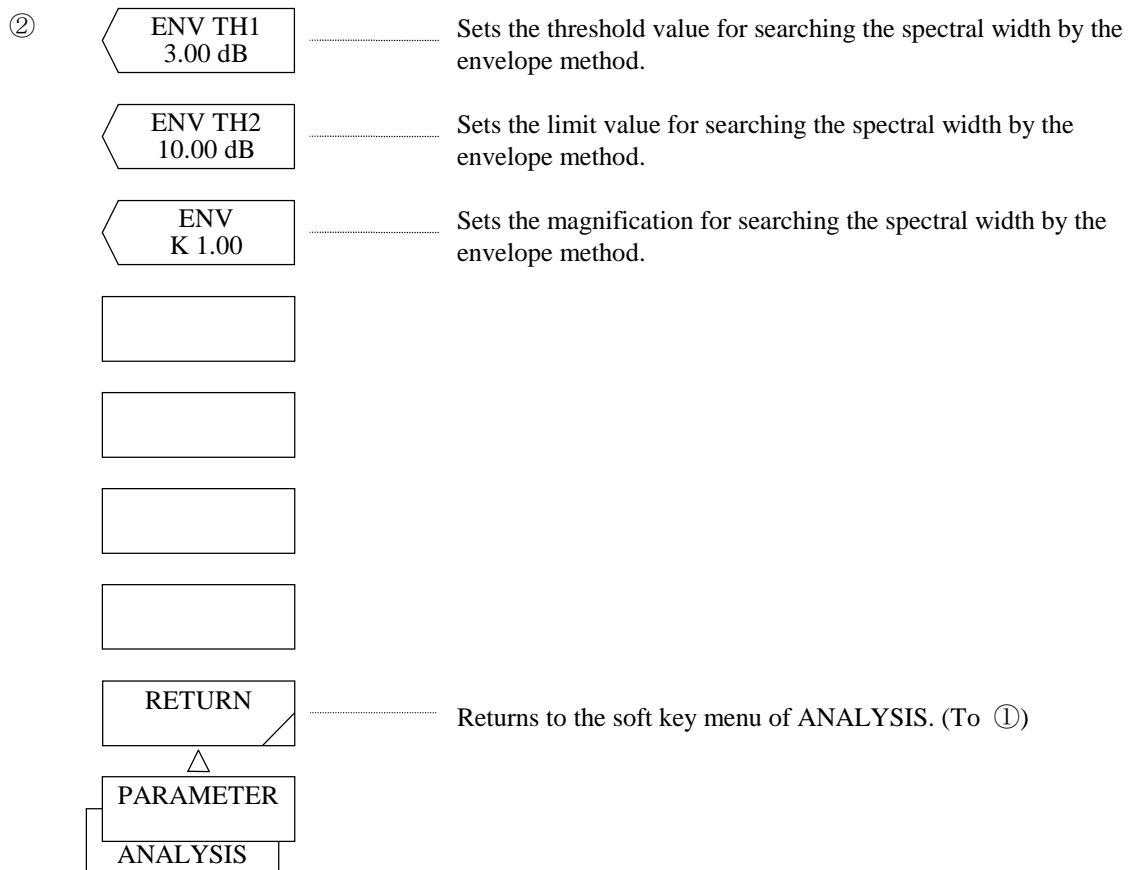 ②
ENV TH1
3.00 dB
Sets the threshold value for searching the spectral width by the
envelope method.
ENV TH2
10.00 dB
Sets the limit value for searching the spectral width by the
envelope method.
ENV
K 1.00
Sets the magnification for searching the spectral width by the
envelope method.
RETURN
Returns to the soft key menu of ANALYSIS. (To ①)
PARAMETER
ANALYSIS